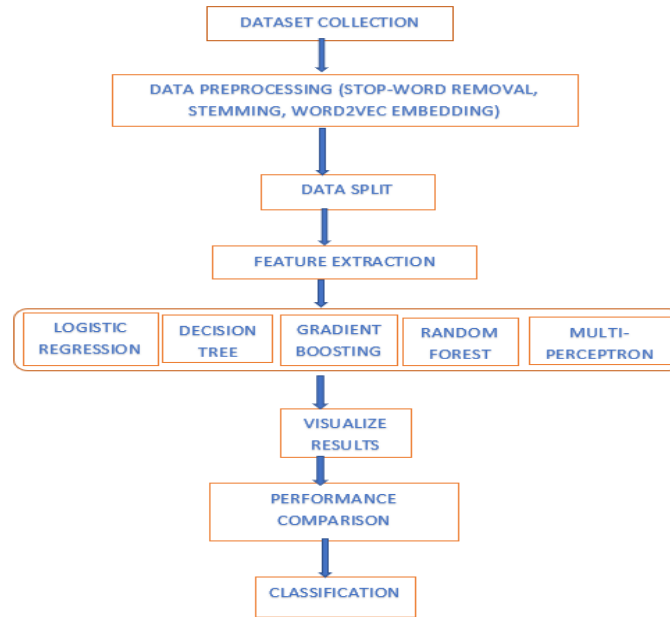 DATASET COLLECTION
DATA PREPROCESSING (STOP-WORD REMOVAL,
STEMMING, WORD2VEC EMBEDDING)
DATA SPLIT
FEATURE EXTRACTION
LOGISTIC
REGRESSION
DECISION
TREE
GRADIENT
BOOSTING
RANDOM
FOREST
MULTI-
PERCEPTRON
VISUALIZE
RESULTS
PERFORMANCE
COMPARISON
CLASSIFICATION